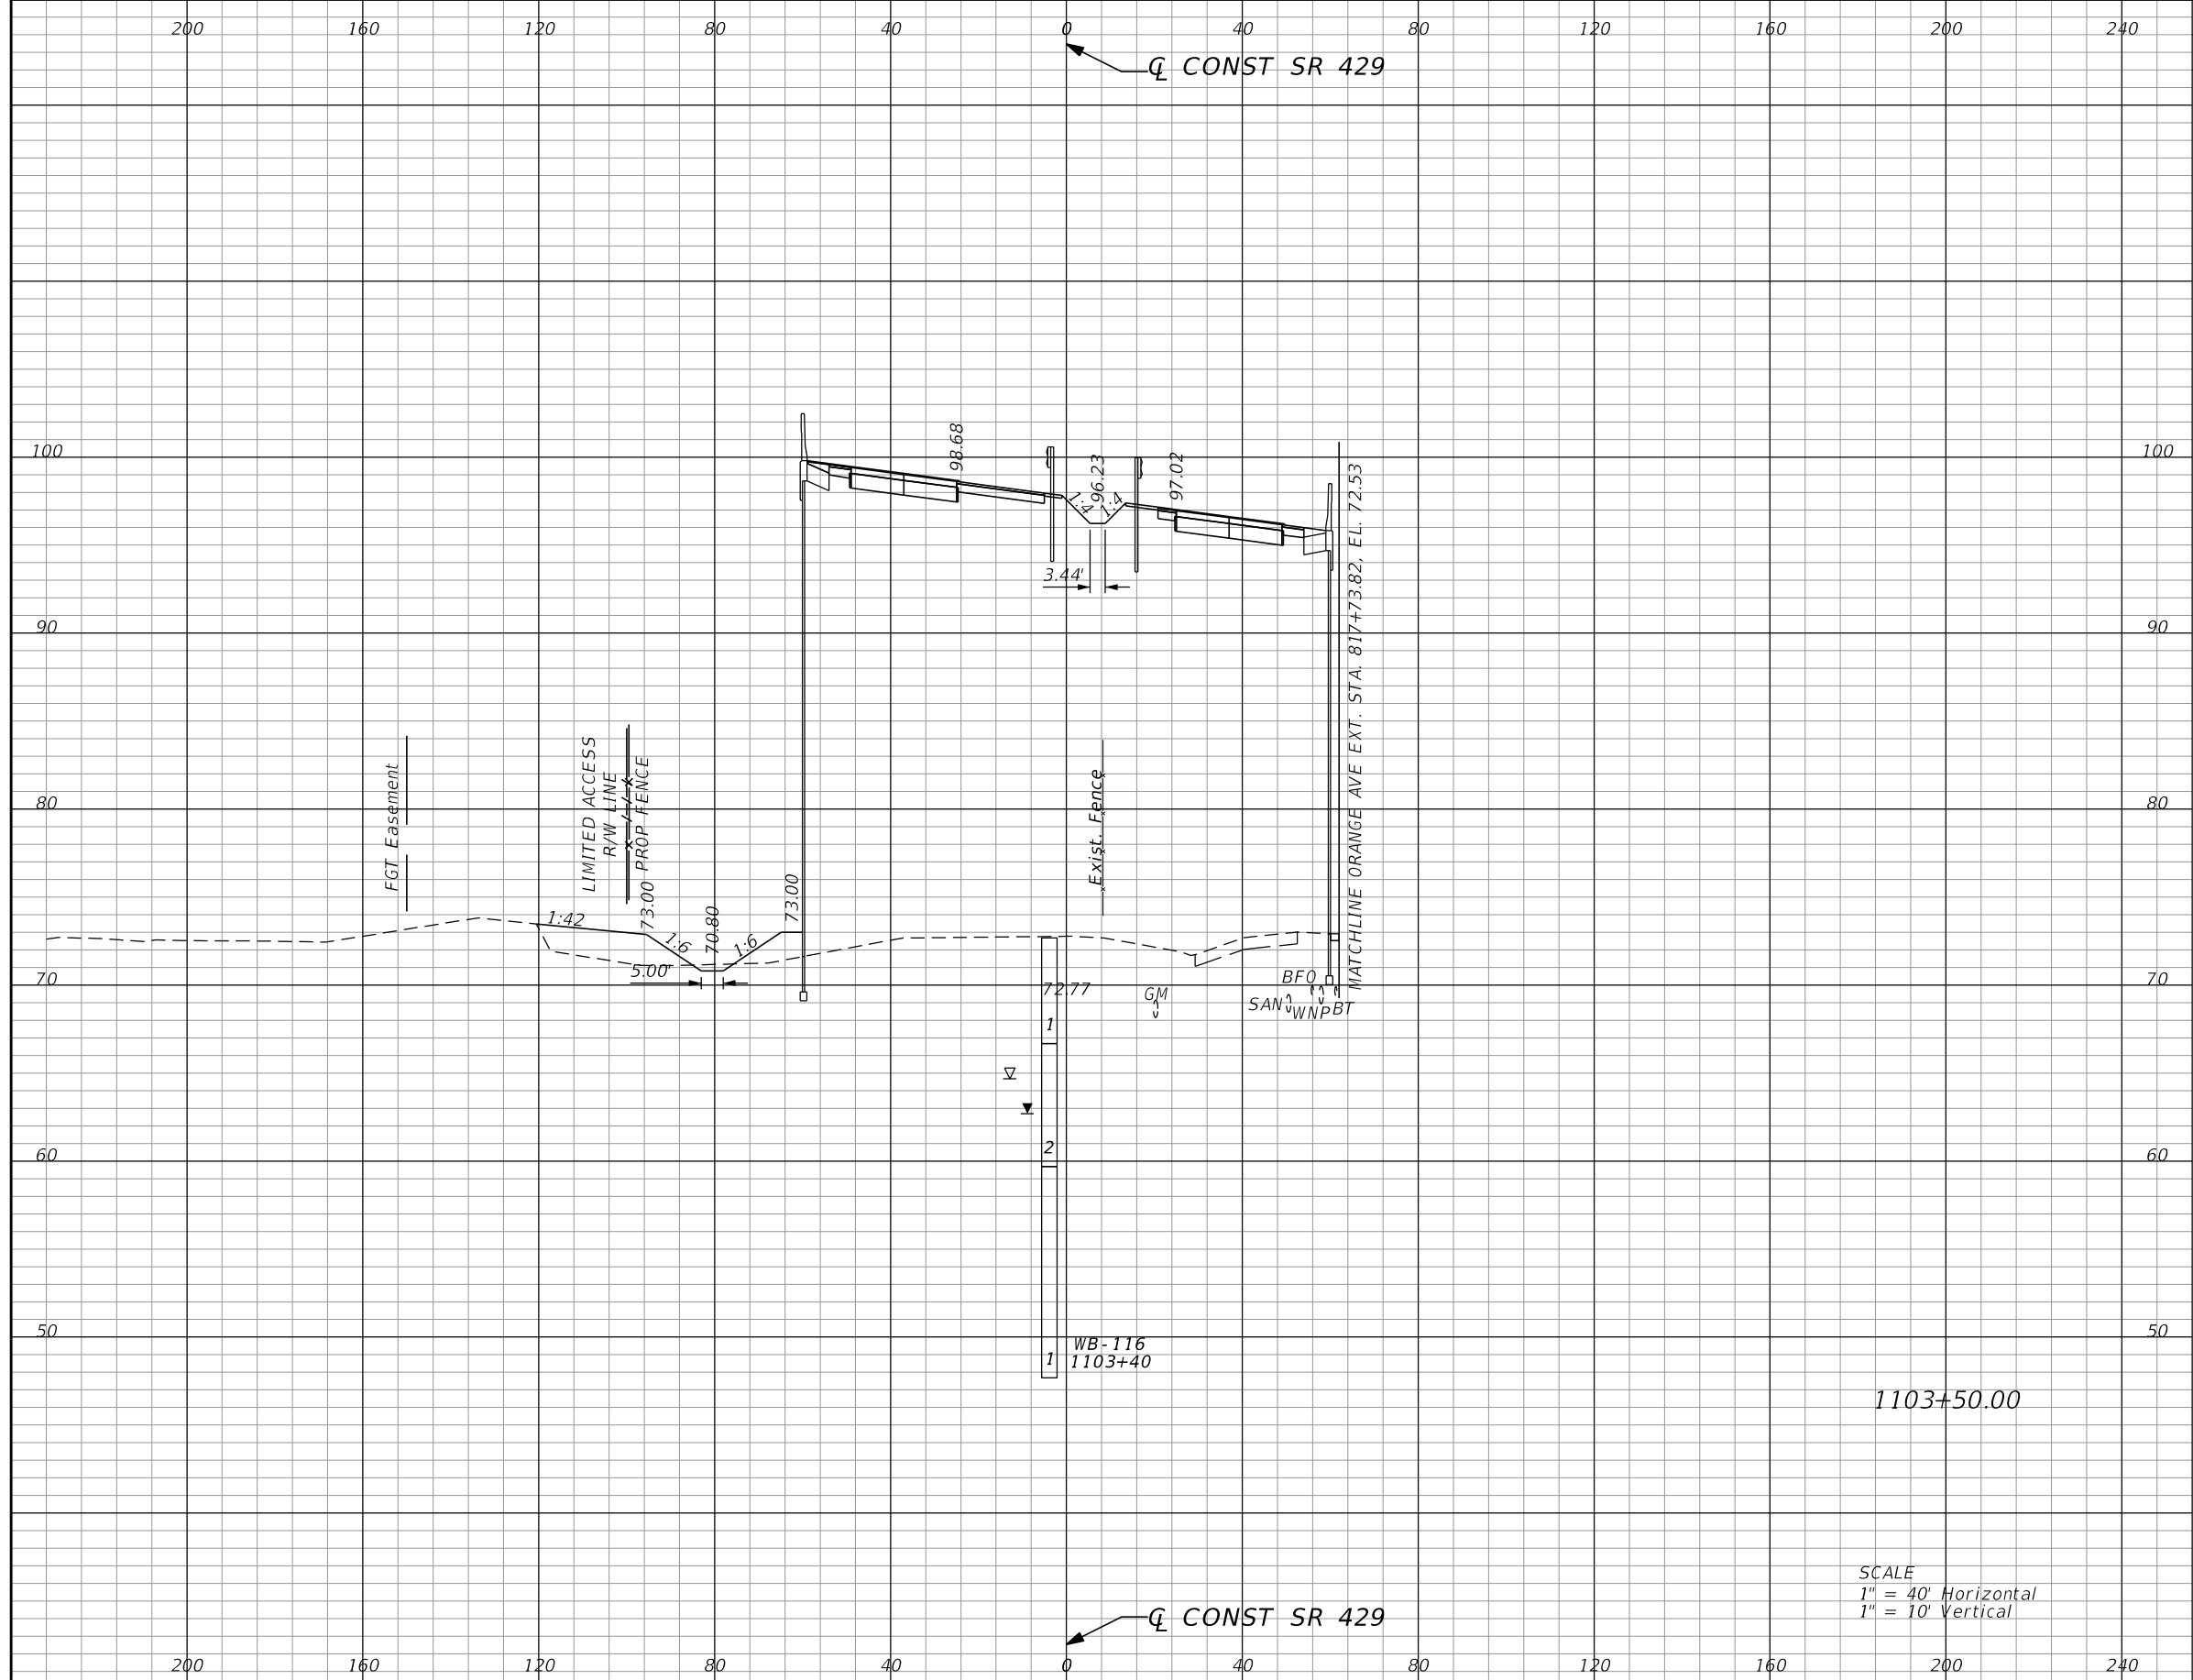 200 160 120 80 40 0 40 80 120 160 200 240
℄ CONST SR 429
100 100
98.68
96.23
97.02
1:4
1:4
3.44'
MATCHLINE ORANGE AVE EXT. STA. 817+73.82, EL. 72.53
90 90
80 80
FGT Easement
LIMITED ACCESS
R/W LINE
PROP FENCE
Exist. Fence
1:42
73.00
1:6
70.80
1:6
73.00
5.00'
70 70
72.77
GM
BFO
SAN
WNP
BT
1
2
60 60
50 50
1
WB-116
1103+40
1103+50.00
SCALE
1" = 40' Horizontal
1" = 10' Vertical
℄ CONST SR 429
200 160 120 80 40 0 40 80 120 160 200 240